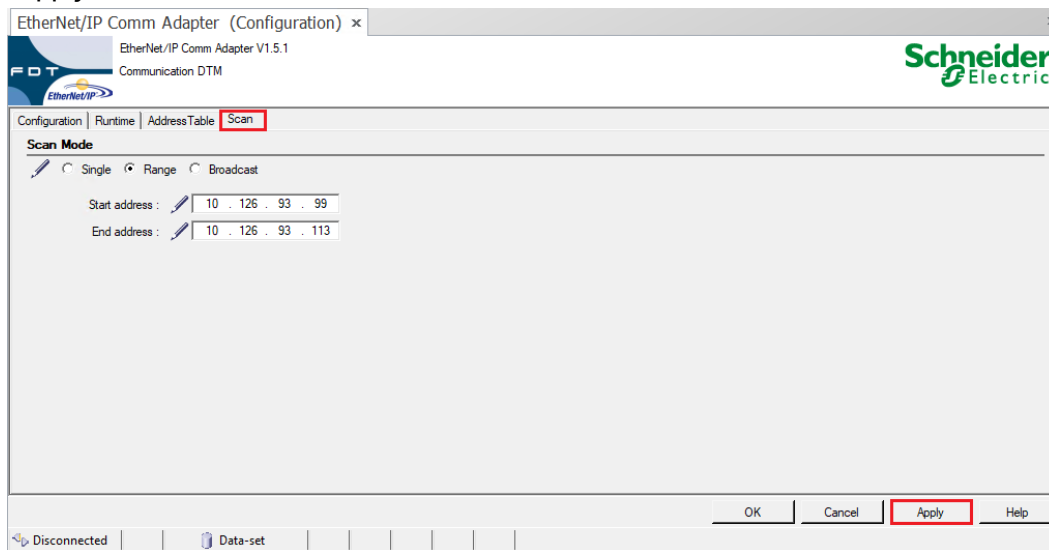 EtherNet/IP Comm Adapter (Configuration) ×
EtherNet/IP Comm Adapter V1.5.1
Communication DTM
FDT
EtherNet/IP
Schneider
Electric
Configuration Runtime AddressTable Scan
Scan Mode
Single Range Broadcast
Start address : 10 . 126 . 93 . 99
End address : 10 . 126 . 93 . 113
OK Cancel Apply Help
Disconnected Data-set